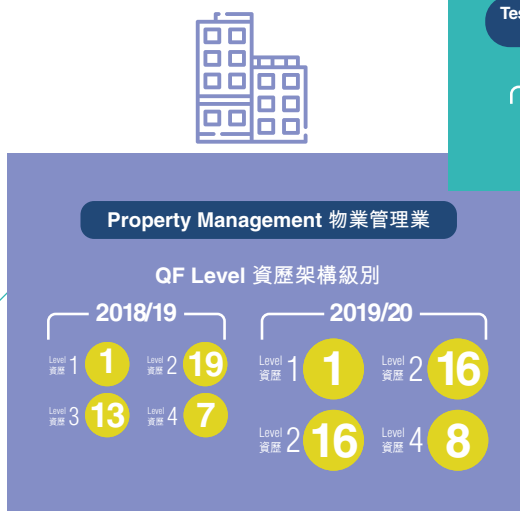 Tes
Property Management 物業管理業
QF Level 資歷架構級別
2018/19
Level 資歷 1 1
Level 資歷 2 19
Level 資歷 3 13
Level 資歷 4 7
2019/20
Level 資歷 1 1
Level 資歷 2 16
Level 資歷 2 16
Level 資歷 4 8